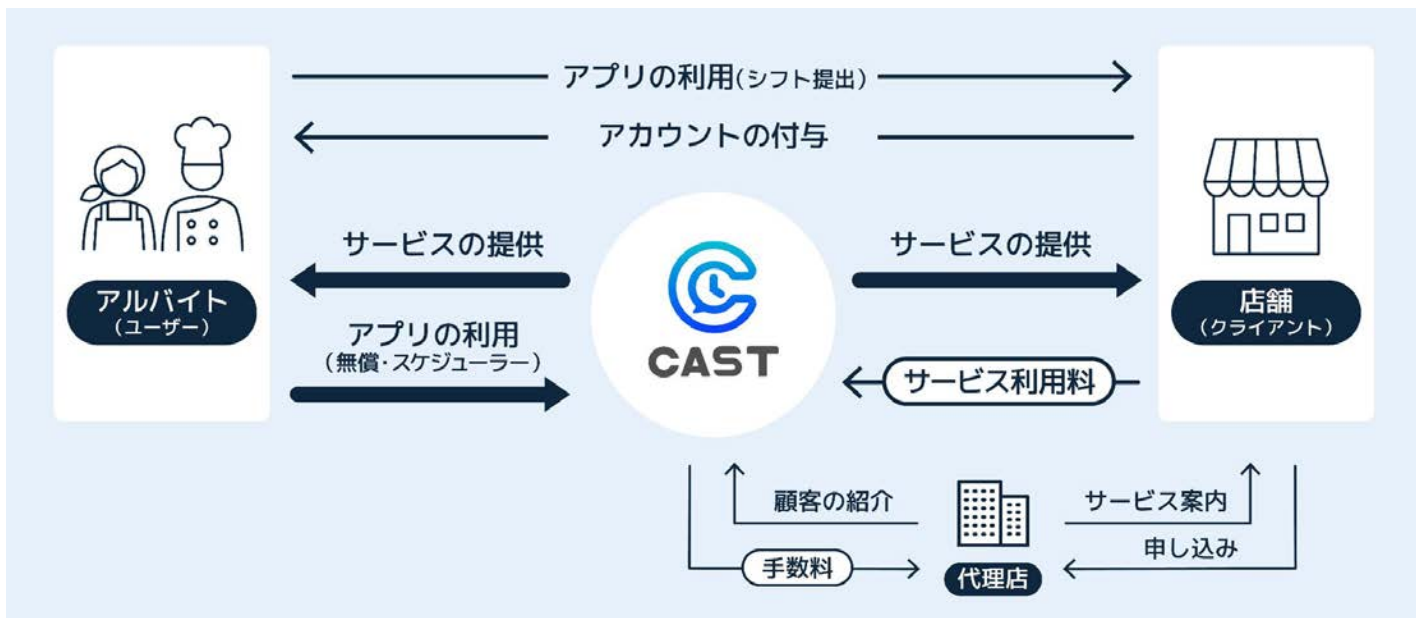 アプリの利用(シフト提出)
アカウントの付与
サービスの提供
サービスの提供
アルバイト
(ユーザー)
アプリの利用
(無償・スケジューラー)
CAST
店舗
(クライアント)
サービス利用料
顧客の紹介
サービス案内
申し込み
手数料
代理店